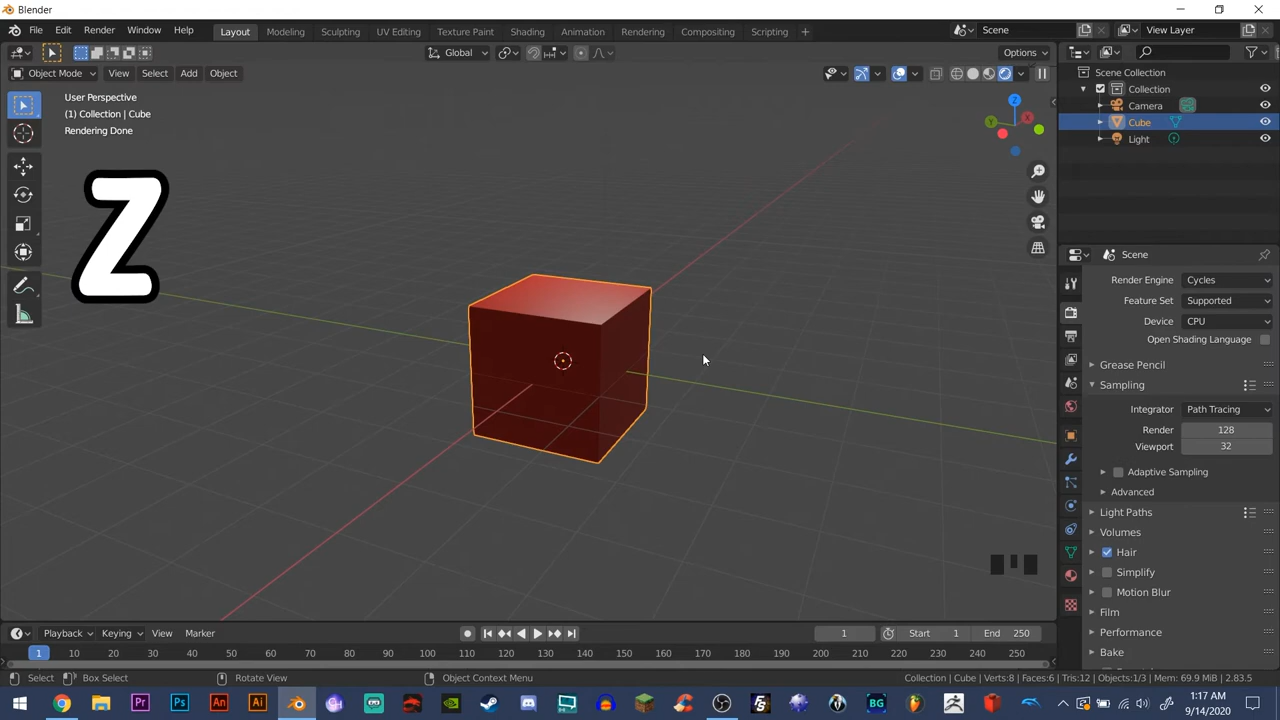 Blender
File Edit Render Window Help
Layout Modeling Sculpting UV Editing Texture Paint Shading Animation Rendering Compositing Scripting +
Scene
View Layer
Global
Options
Object Mode View Select Add Object
User Perspective
(1) Collection | Cube
Rendering Done
Z
Z
Y
X
Scene Collection
Collection
Camera
Cube
Light
Scene
Render Engine Cycles
Feature Set Supported
Device CPU
Open Shading Language
Grease Pencil
Sampling
Integrator Path Tracing
Render 128
Viewport 32
Adaptive Sampling
Advanced
Light Paths
Volumes
Hair
Simplify
Motion Blur
Film
Performance
Bake
Playback Keying View Marker
1
Start 1
End 250
1 10 20 30 40 50 60 70 80 90 100 110 120 130 140 150 160 170 180 190 200 210 220 230 240 250
Select Box Select Rotate View Object Context Menu
Collection | Cube | Verts:8 | Faces:6 | Tris:12 | Objects:1/3 | Mem: 69.9 MiB | 2.83.5
Pr Ps An Ai
BG
1:17 AM
9/14/2020